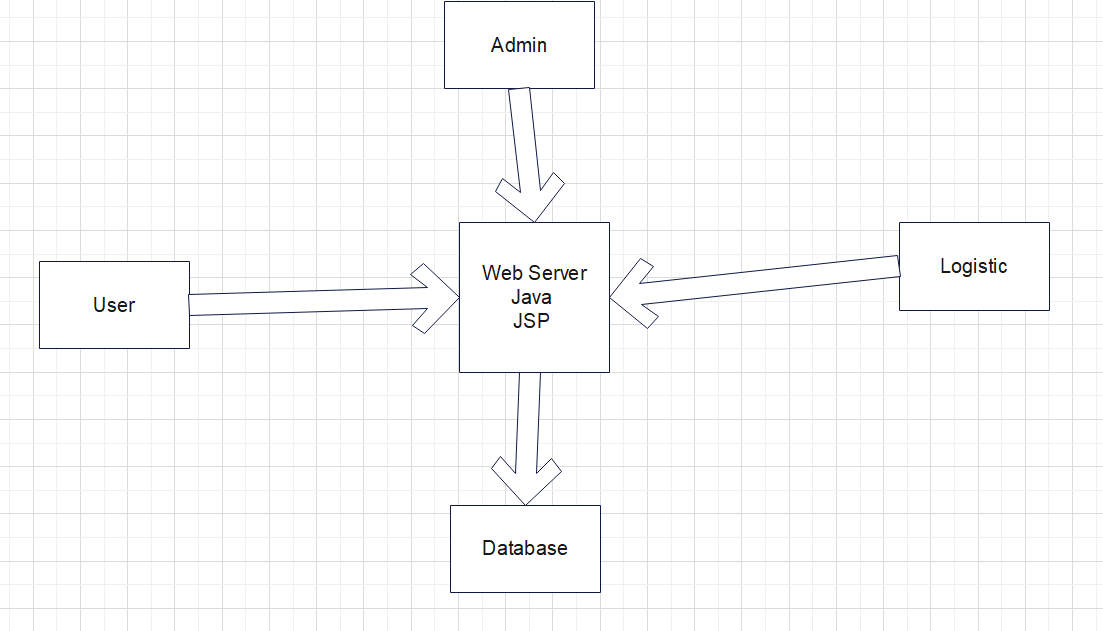 Admin
User
Web Server
Java
JSP
Logistic
Database